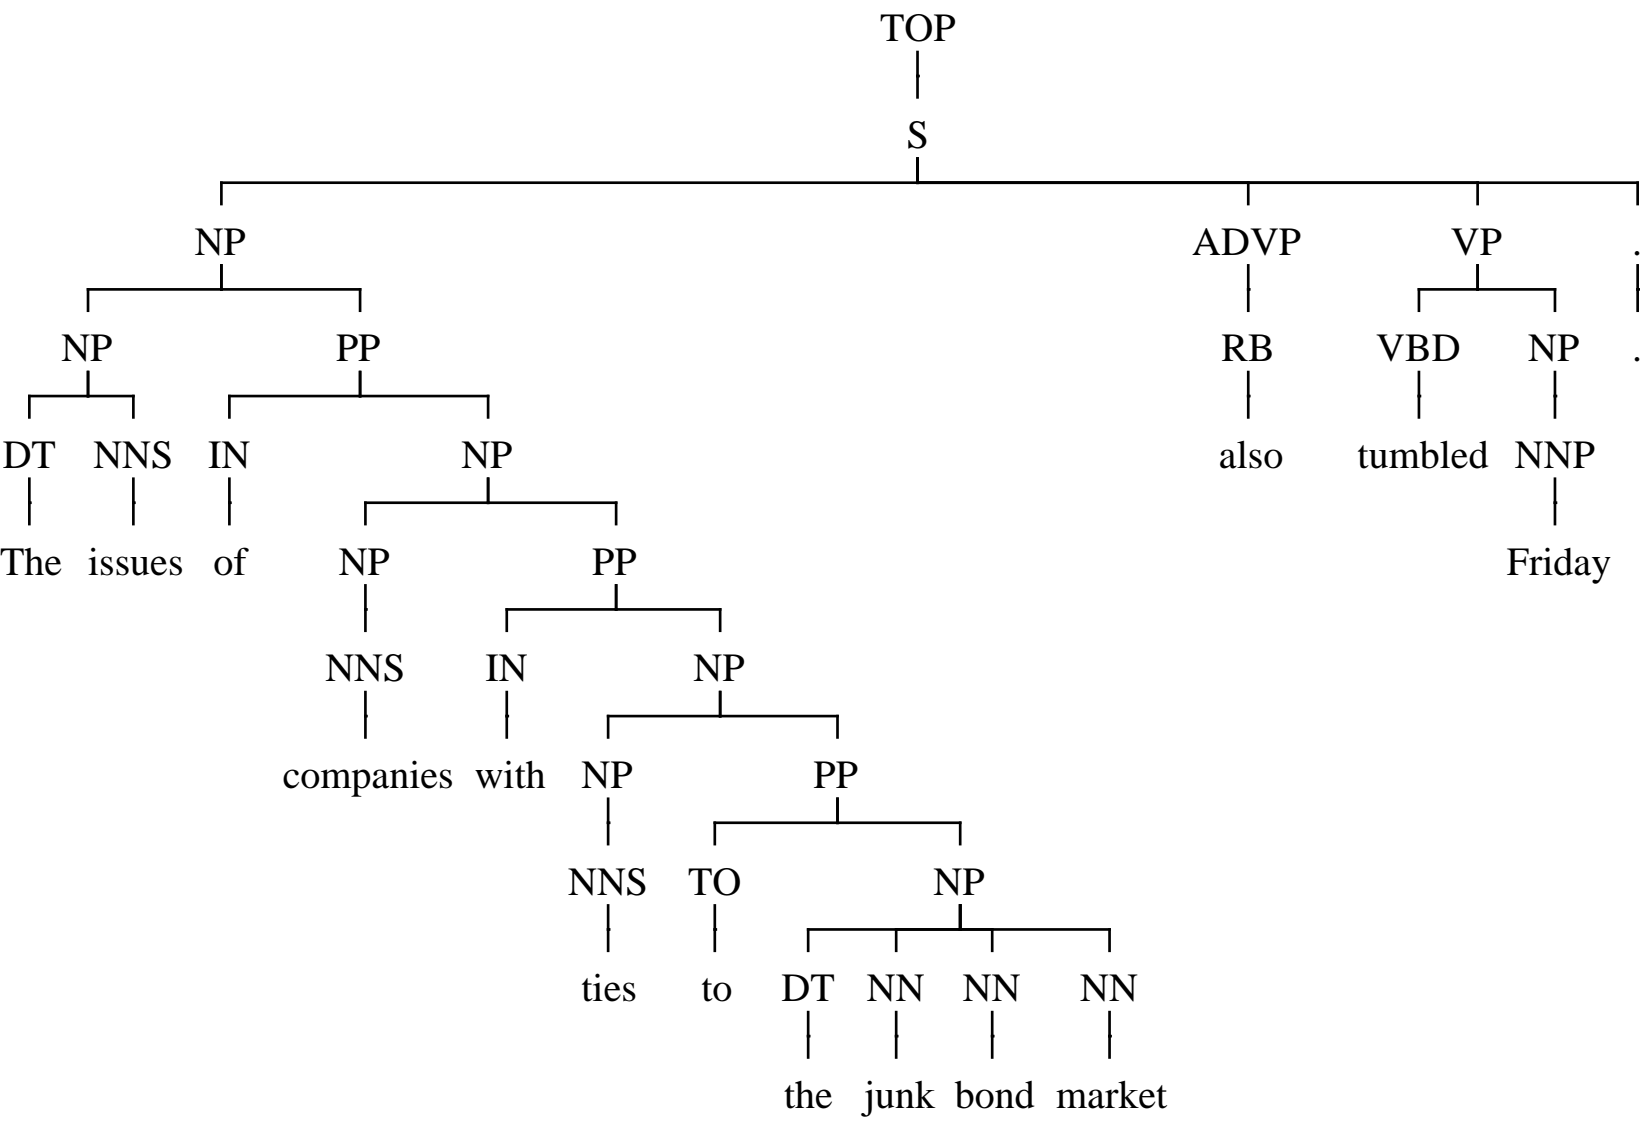 TOP
S
NP ADVP VP .
NP PP RB VBD NP .
DT NNS IN NP also tumbled NNP
The issues of NP PP Friday
NNS IN NP
companies with NP PP
NNS TO NP
ties to DT NN NN NN
the junk bond market